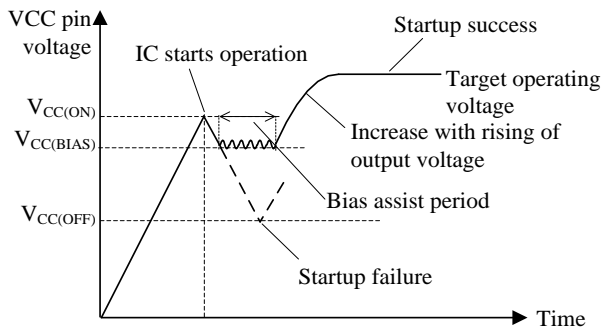 VCC pin
voltage
Startup success
IC starts operation
Target operating
voltage
VCC(ON)
Increase with rising of
output voltage
VCC(BIAS)
Bias assist period
VCC(OFF)
Startup failure
Time